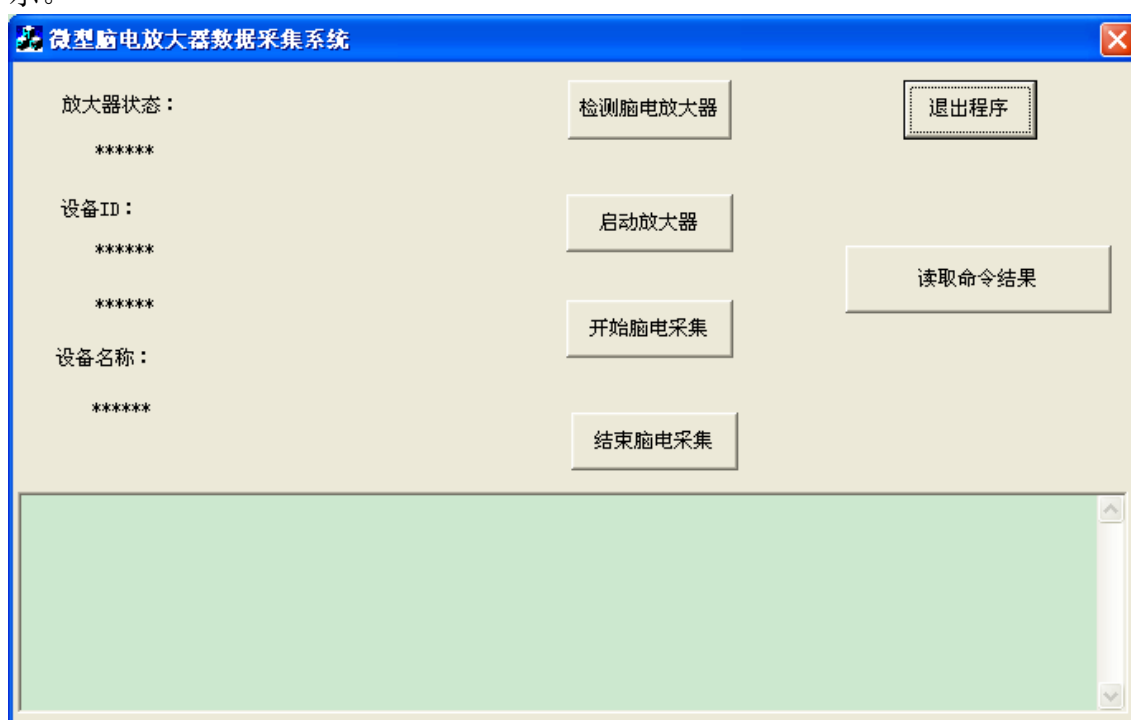 示。
微型脑电放大器数据采集系统
放大器状态：
******
设备ID：
******
******
设备名称：
******
检测脑电放大器
启动放大器
开始脑电采集
结束脑电采集
退出程序
读取命令结果